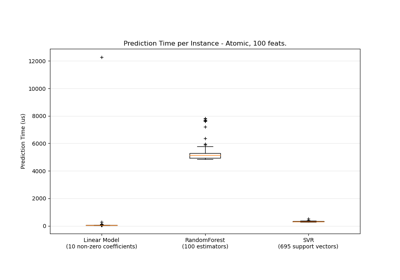 Prediction Time per Instance - Atomic, 100 feats.
12000
10000
8000
6000
4000
2000
0
Prediction Time (us)
Linear Model
(10 non-zero coefficients)
RandomForest
(100 estimators)
SVR
(695 support vectors)